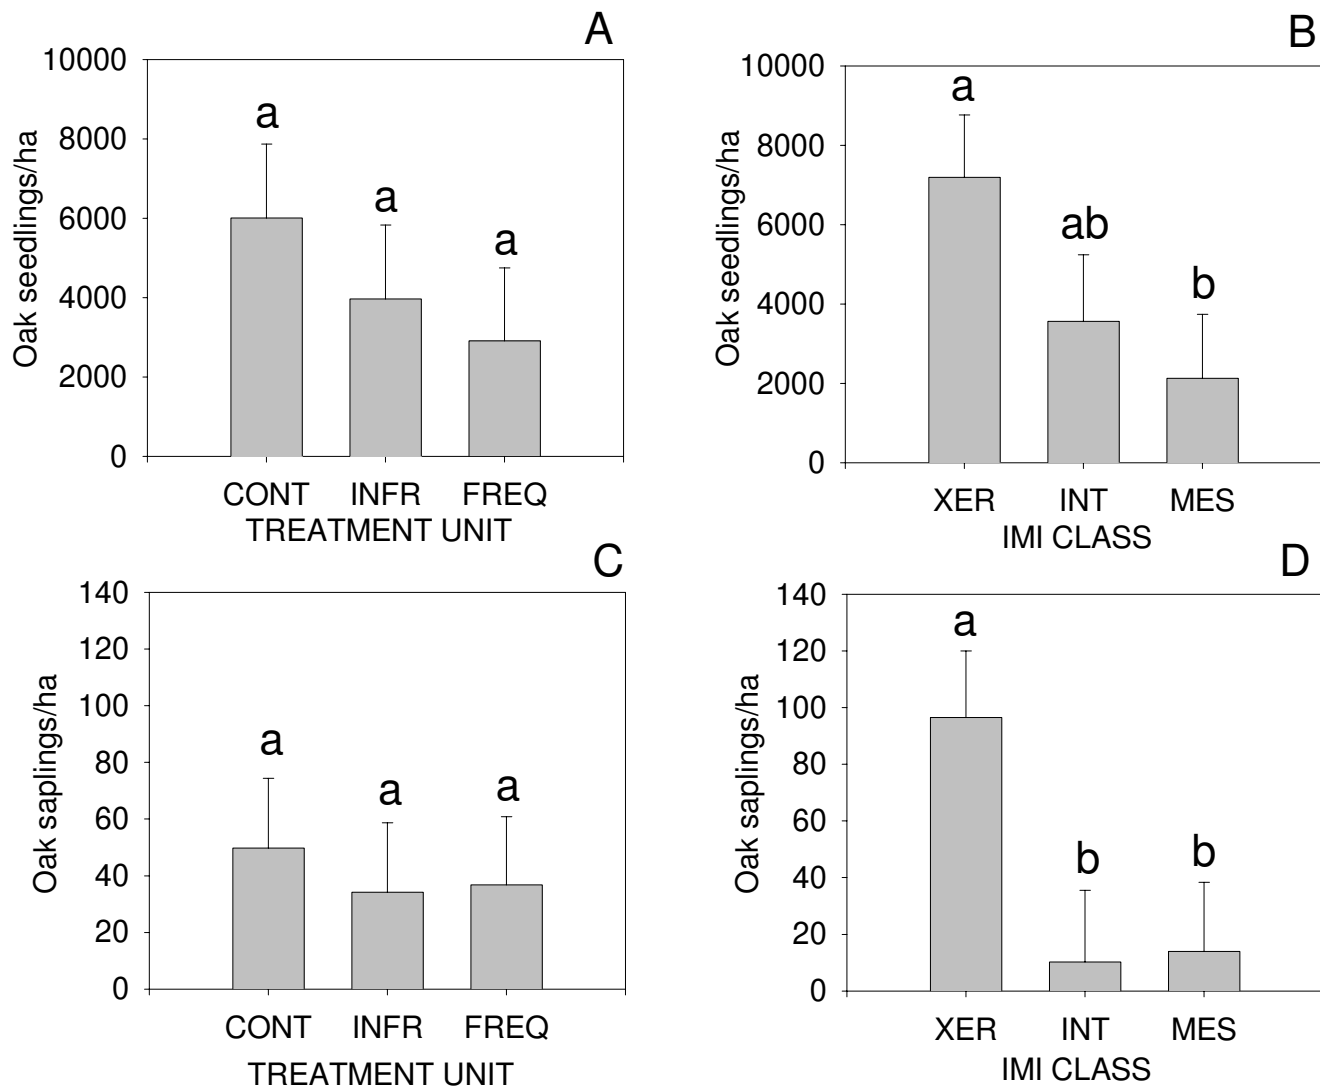 A
Oak seedlings/ha
10000
8000
6000
4000
2000
0
a
a
a
CONT INFR FREQ
TREATMENT UNIT
B
Oak seedlings/ha
10000
8000
6000
4000
2000
0
a
ab
b
XER INT MES
IMI CLASS
C
Oak saplings/ha
140
120
100
80
60
40
20
0
a
a
a
CONT INFR FREQ
TREATMENT UNIT
D
Oak saplings/ha
140
120
100
80
60
40
20
0
a
b
b
XER INT MES
IMI CLASS